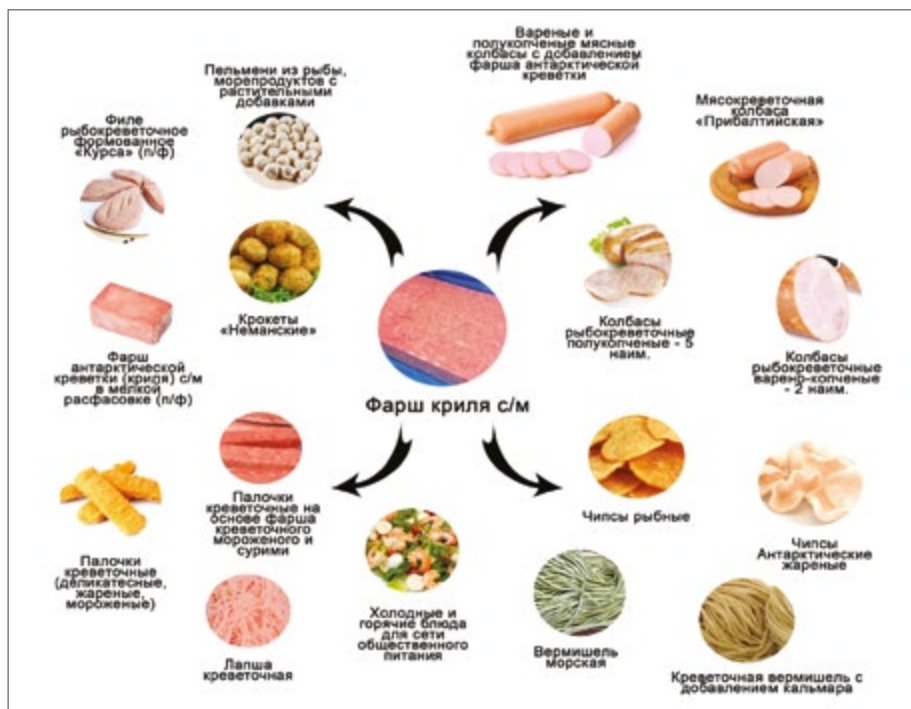 Вареные и
полукопченые мясные
колбасы с добавлением
фарша антарктической
креветки
Пельмени из рыбы,
морепродуктов с
растительными
добавками
Мясокреветочная
колбаса
«Прибалтийская»
Филе
рыбокреветочное
формованное
«Курса» (п/ф)
Крокеты
«Неманские»
Колбасы
рыбокреветочные
полукопченые - 5
наим.
Колбасы
рыбокреветочные
варено-копченые
- 2 наим.
Фарш
антарктической
креветки (криля) с/м
в мелкой
расфасовке (п/ф)
Фарш криля с/м
Палочки
креветочные на
основе фарша
креветочного
мороженого и
сурими
Чипсы рыбные
Чипсы
Антарктические
жареные
Палочки
креветочные
(деликатесные,
жареные,
мороженые)
Холодные и
горячие блюда
для сети
общественного
питания
Лапша
креветочная
Вермишель
морская
Креветочная вермишель с
добавлением кальмара